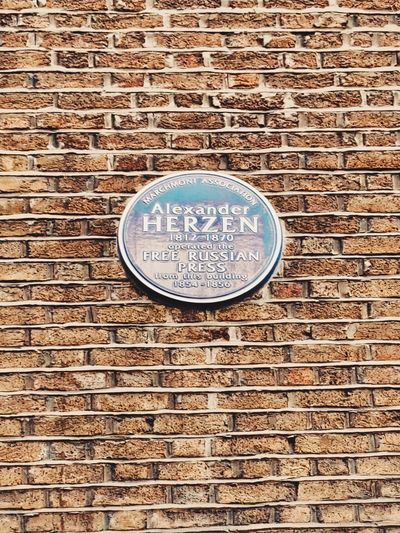 MARCHMONT ASSOCIATION
Alexander
HERZEN
1812-1870
operated the
FREE RUSSIAN
PRESS
from this building
1854-1856